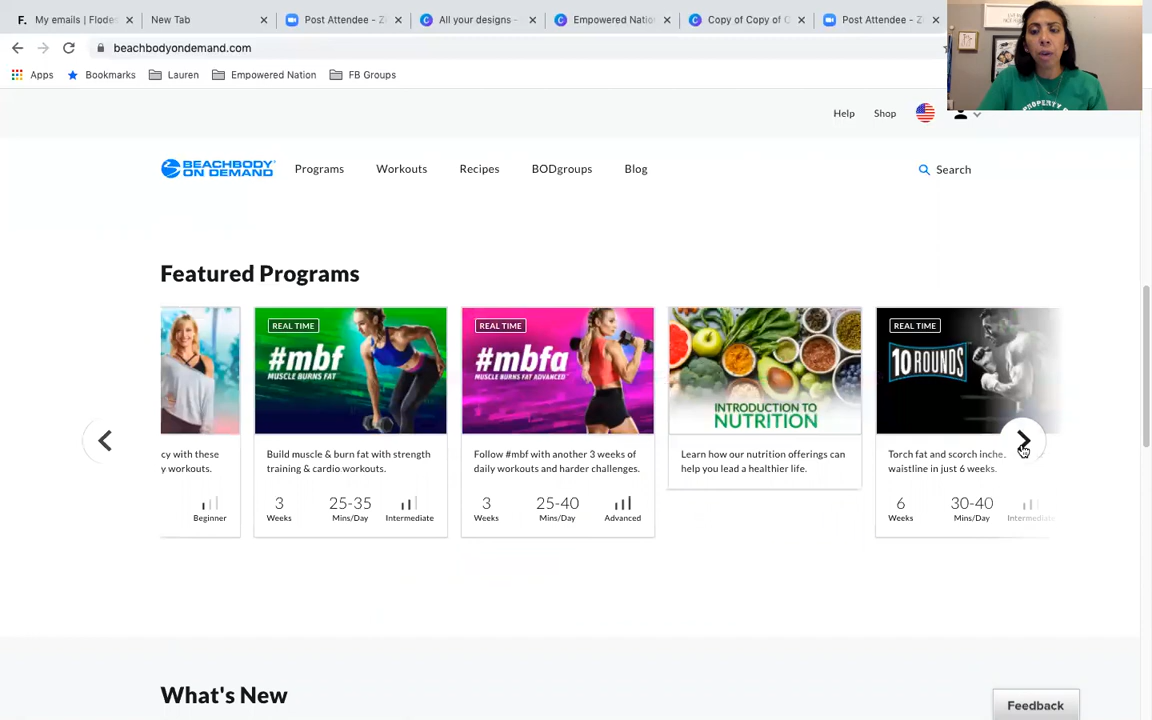 My emails | Flodes
New Tab
Post Attendee - Z
All your designs -
Empowered Natio
Copy of Copy of C
Post Attendee - Z
beachbodyondemand.com
Apps
Bookmarks
Lauren
Empowered Nation
FB Groups
PROPERTY
Help
Shop
BEACHBODY
ON DEMAND
Programs
Workouts
Recipes
BODgroups
Blog
Search
Featured Programs
REAL TIME
#mbf
MUSCLE BURNS FAT
REAL TIME
#mbfa
MUSCLE BURNS FAT ADVANCED
INTRODUCTION TO
NUTRITION
REAL TIME
10 ROUNDS
cy with these
y workouts.
Build muscle & burn fat with strength
training & cardio workouts.
Follow #mbf with another 3 weeks of
daily workouts and harder challenges.
Learn how our nutrition offerings can
help you lead a healthier life.
Torch fat and scorch inche
waistline in just 6 weeks.
Beginner
3
Weeks
25-35
Mins/Day
Intermediate
3
Weeks
25-40
Mins/Day
Advanced
6
Weeks
30-40
Mins/Day
Intermediate
What's New
Feedback